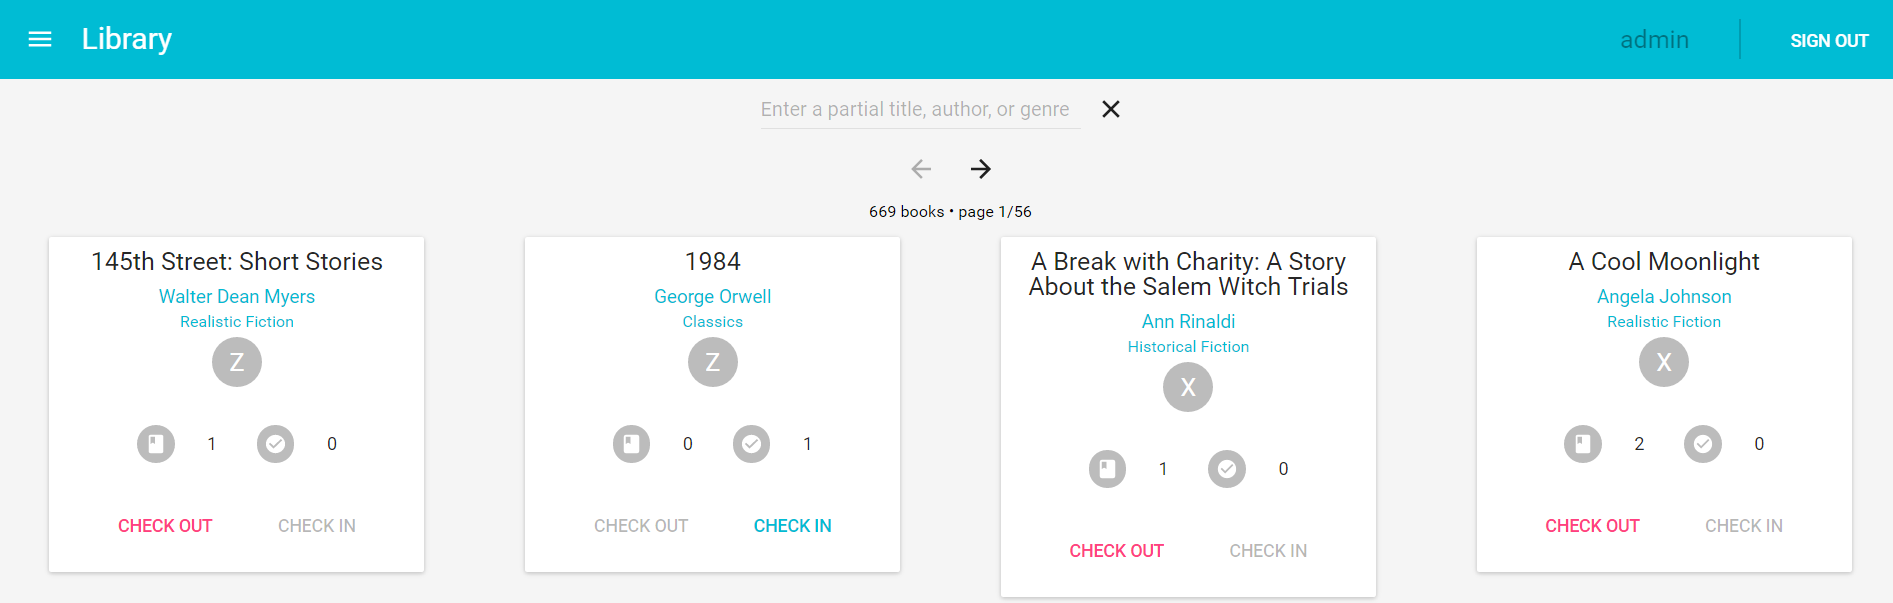 Library
admin
SIGN OUT
Enter a partial title, author, or genre
669 books • page 1/56
145th Street: Short Stories
Walter Dean Myers
Realistic Fiction
Z
1 0
CHECK OUT CHECK IN
1984
George Orwell
Classics
Z
0 1
CHECK OUT CHECK IN
A Break with Charity: A Story
About the Salem Witch Trials
Ann Rinaldi
Historical Fiction
X
1 0
CHECK OUT CHECK IN
A Cool Moonlight
Angela Johnson
Realistic Fiction
X
2 0
CHECK OUT CHECK IN